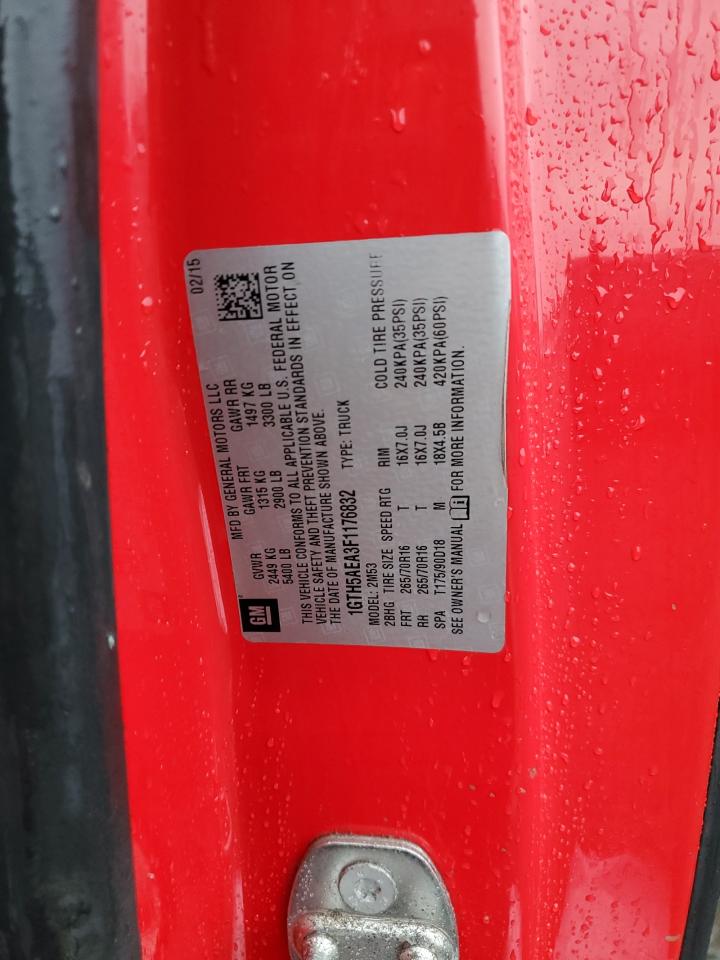 MFD BY GENERAL MOTORS LLC 02/15
GM
GVWR GAWR FRT GAWR RR
2449 KG 1315 KG 1497 KG
5400 LB 2900 LB 3300 LB
THIS VEHICLE CONFORMS TO ALL APPLICABLE U.S. FEDERAL MOTOR
VEHICLE SAFETY AND THEFT PREVENTION STANDARDS IN EFFECT ON
THE DATE OF MANUFACTURE SHOWN ABOVE.
1GTH5AEA3F1176832 TYPE: TRUCK
MODEL: 2M53
2BHG TIRE SIZE SPEED RTG RIM COLD TIRE PRESSURE
FRT 265/70R16 T 16X7.0J 240KPA(35PSI)
RR 265/70R16 T 16X7.0J 240KPA(35PSI)
SPA T175/90D18 M 18X4.5B 420KPA(60PSI)
SEE OWNER'S MANUAL FOR MORE INFORMATION.